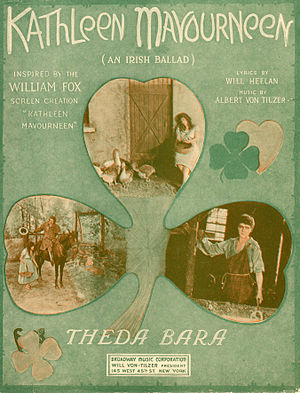 KATHLEEN MAVOURNEEN
(AN IRISH BALLAD)
INSPIRED BY THE
WILLIAM FOX
SCREEN CREATION
"KATHLEEN
MAVOURNEEN"
LYRICS BY
WILL HEELAN
MUSIC BY
ALBERT VON TILZER
THEDA BARA
BROADWAY MUSIC CORPORATION
WILL VON TILZER PRESIDENT
145 WEST 45TH ST. NEW YORK